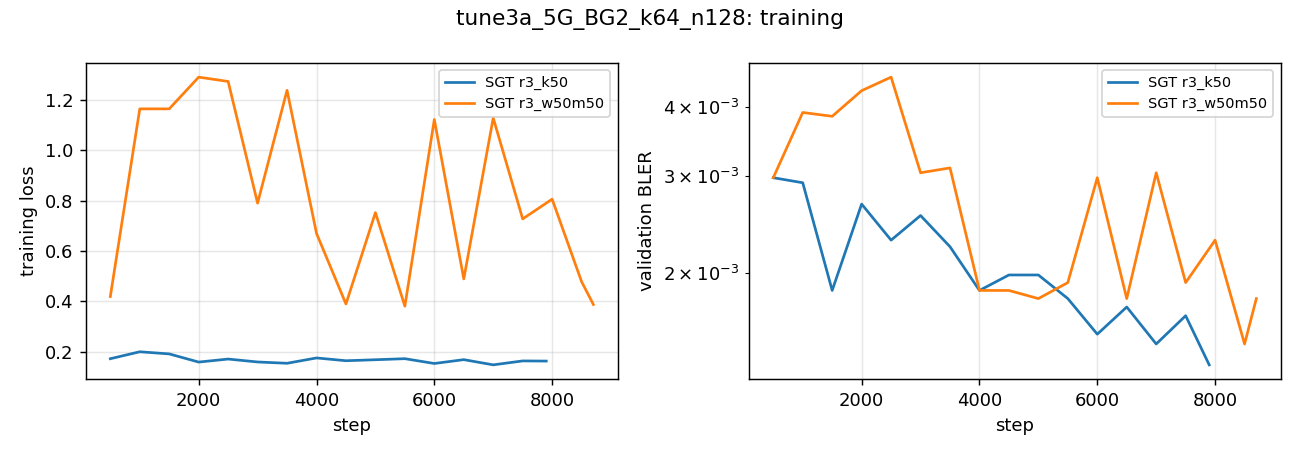 tune3a_5G_BG2_k64_n128: training
training loss
1.2
1.0
0.8
0.6
0.4
0.2
2000
4000
6000
8000
step
SGT r3_k50
SGT r3_w50m50
validation BLER
4 × 10⁻³
3 × 10⁻³
2 × 10⁻³
2000
4000
6000
8000
step
SGT r3_k50
SGT r3_w50m50